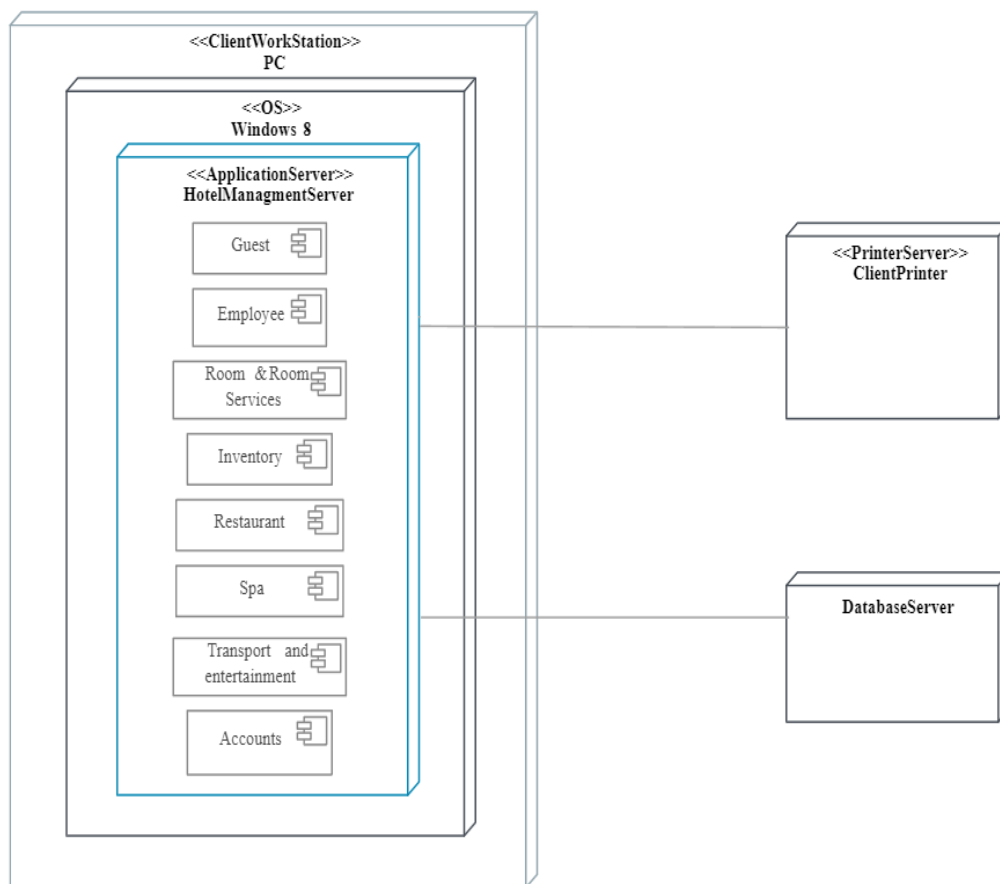 <<ClientWorkStation>>
PC
<<OS>>
Windows 8
<<ApplicationServer>>
HotelManagmentServer
Guest
Employee
Room & Room
Services
Inventory
Restaurant
Spa
Transport and
entertainment
Accounts
<<PrinterServer>>
ClientPrinter
DatabaseServer